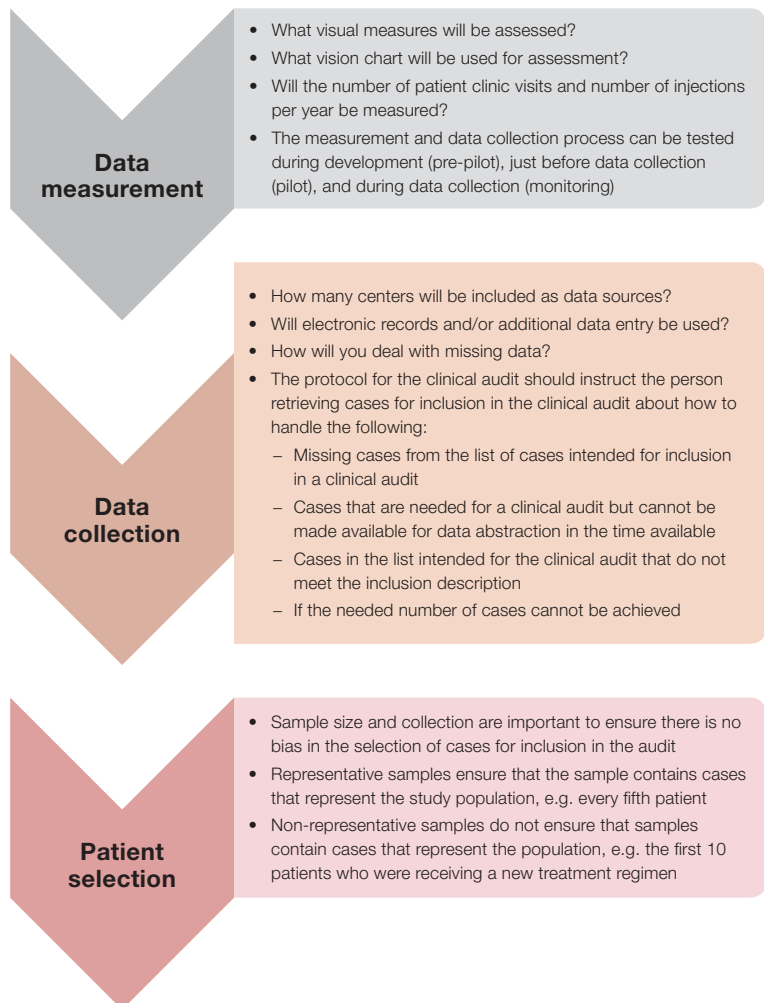 Data
measurement
• What visual measures will be assessed?
• What vision chart will be used for assessment?
• Will the number of patient clinic visits and number of injections
per year be measured?
• The measurement and data collection process can be tested
during development (pre-pilot), just before data collection
(pilot), and during data collection (monitoring)
Data
collection
• How many centers will be included as data sources?
• Will electronic records and/or additional data entry be used?
• How will you deal with missing data?
• The protocol for the clinical audit should instruct the person
retrieving cases for inclusion in the clinical audit about how to
handle the following:
– Missing cases from the list of cases intended for inclusion
in a clinical audit
– Cases that are needed for a clinical audit but cannot be
made available for data abstraction in the time available
– Cases in the list intended for the clinical audit that do not
meet the inclusion description
– If the needed number of cases cannot be achieved
Patient
selection
• Sample size and collection are important to ensure there is no
bias in the selection of cases for inclusion in the audit
• Representative samples ensure that the sample contains cases
that represent the study population, e.g. every fifth patient
• Non-representative samples do not ensure that samples
contain cases that represent the population, e.g. the first 10
patients who were receiving a new treatment regimen